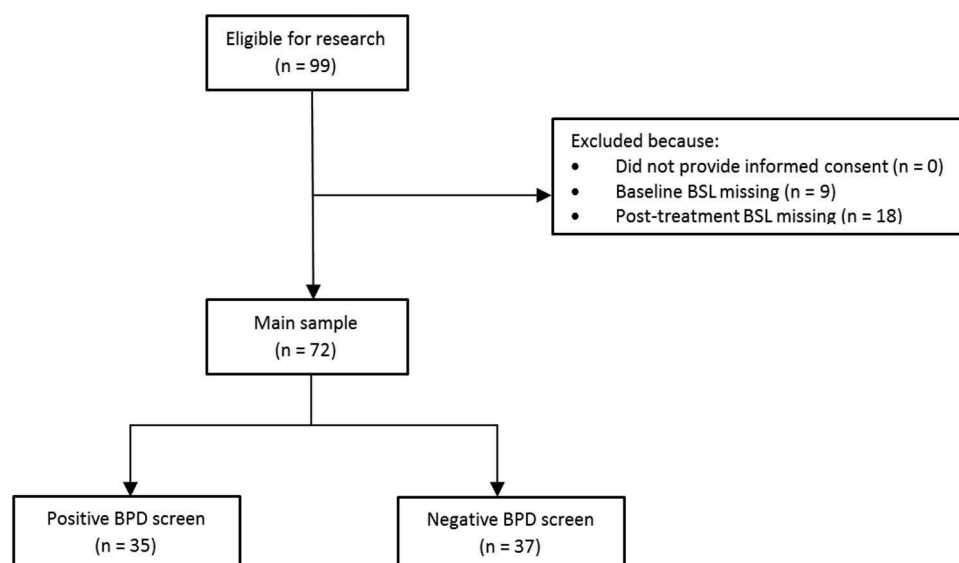 Eligible for research
(n = 99)
Excluded because:
• Did not provide informed consent (n = 0)
• Baseline BSL missing (n = 9)
• Post-treatment BSL missing (n = 18)
Main sample
(n = 72)
Positive BPD screen
(n = 35)
Negative BPD screen
(n = 37)